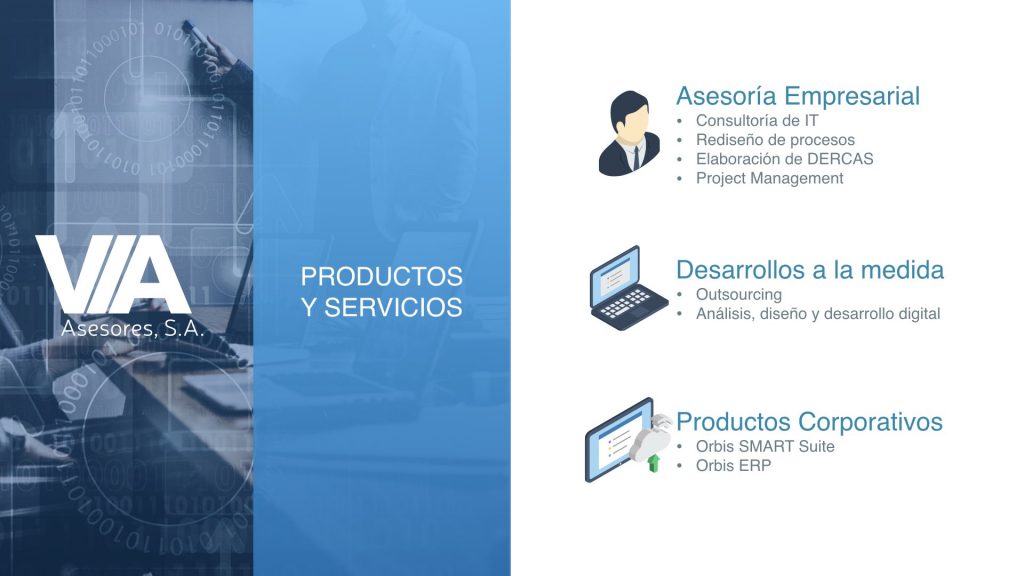 VIA
Asesores, S.A.
PRODUCTOS
Y SERVICIOS
Asesoría Empresarial
• Consultoría de IT
• Rediseño de procesos
• Elaboración de DERCAS
• Project Management
Desarrollos a la medida
• Outsourcing
• Análisis, diseño y desarrollo digital
Productos Corporativos
• Orbis SMART Suite
• Orbis ERP